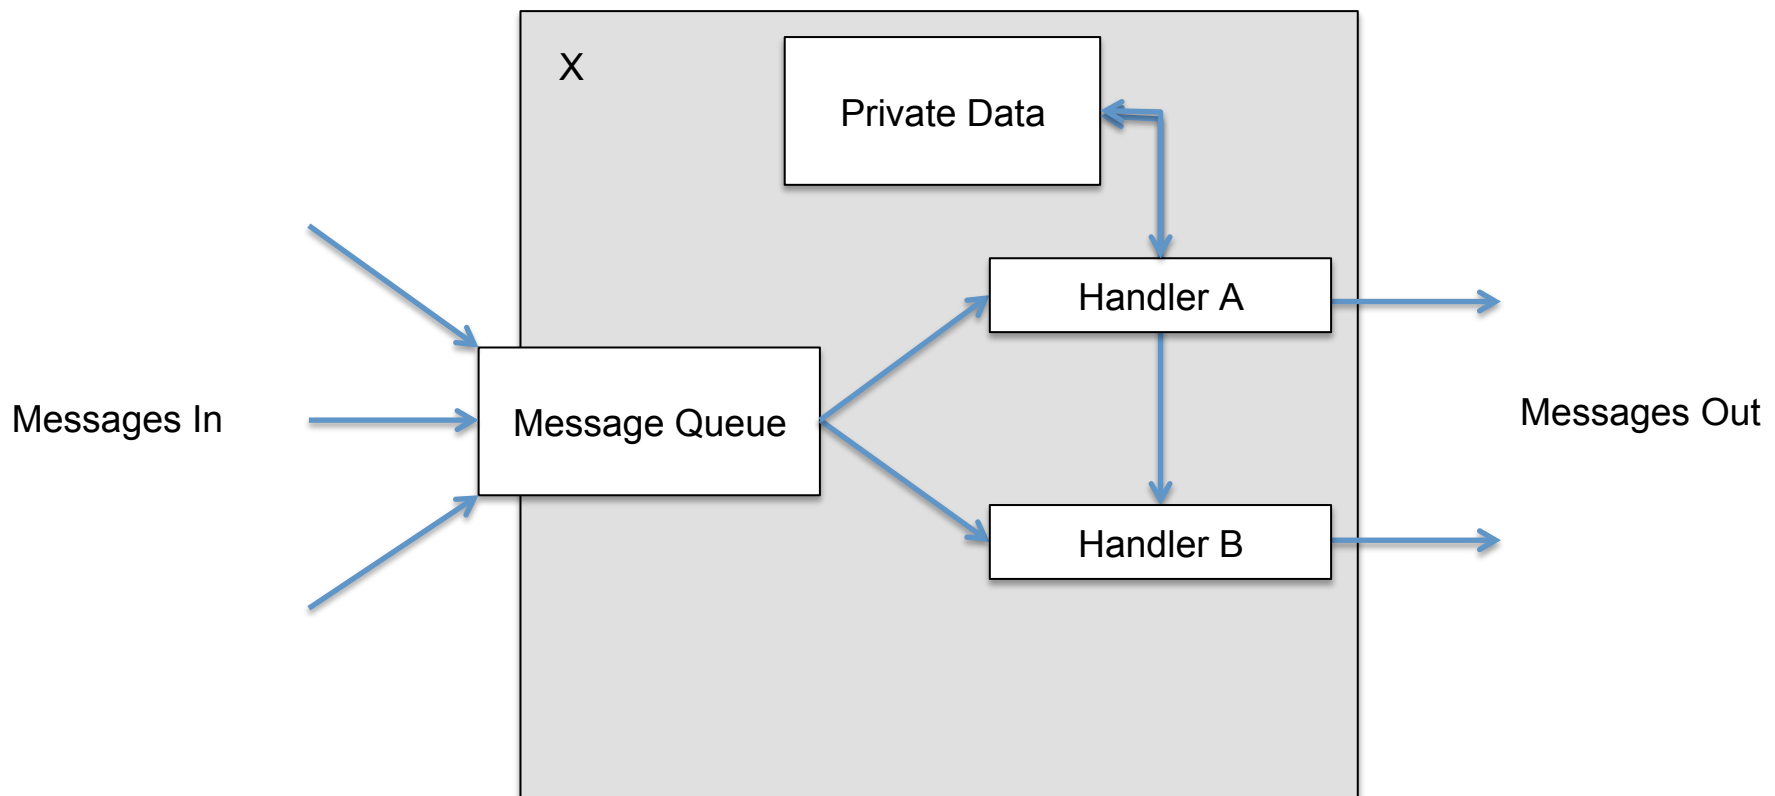 X
Private Data
Handler A
Messages In
Message Queue
Messages Out
Handler B